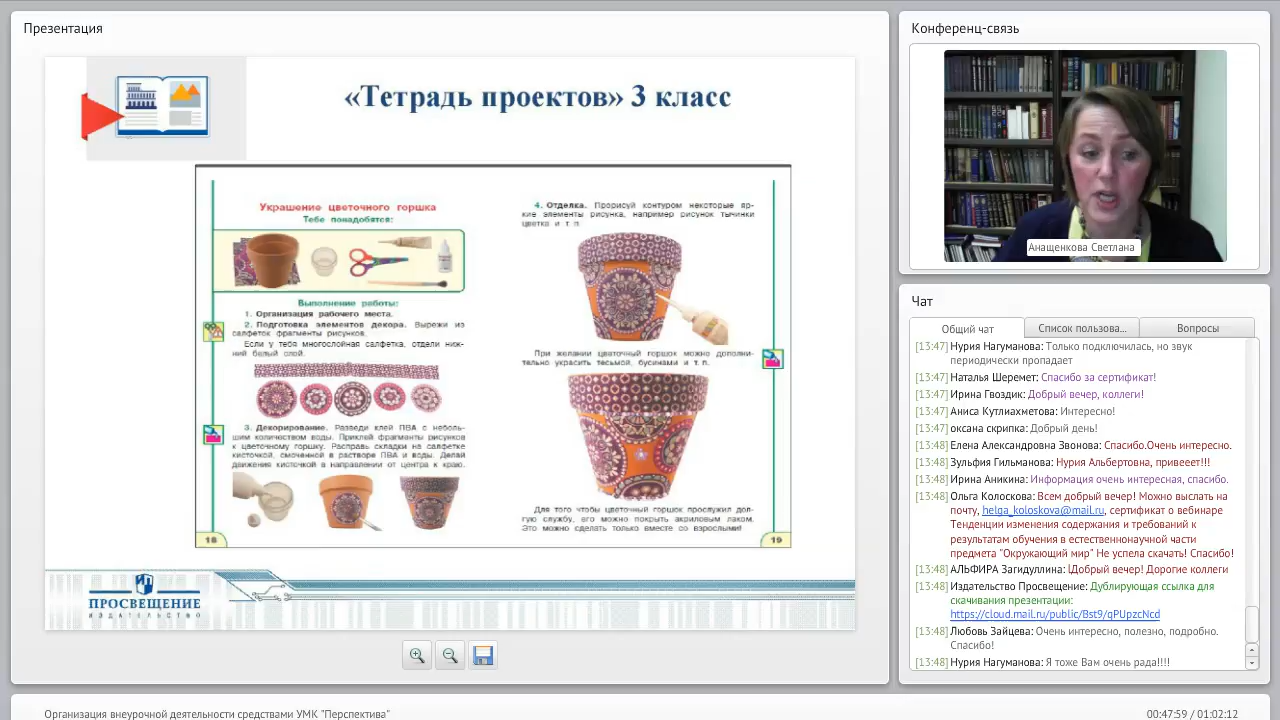 Презентация
«Тетрадь проектов» 3 класс
Украшение цветочного горшка
Тебе понадобятся:
Выполнение работы:
1. Организация рабочего места.
2. Подготовка элементов декора. Вырежи из
салфеток фрагменты рисунков.
Если у тебя многослойная салфетка, отдели ниж-
ний белый слой.
3. Декорирование. Разведи клей ПВА с неболь-
шим количеством воды. Приклей фрагменты рисунков
к цветочному горшку. Расправь складки на салфетке
кисточкой, смоченной в растворе ПВА и воды. Делай
движения кисточкой в направлении от центра к краю.
18
4. Отделка. Прорисуй контуром некоторые яр-
кие элементы рисунка, например рисунок тычинки
цветка и т. п.
При желании цветочный горшок можно дополни-
тельно украсить тесьмой, бусинами и т. п.
Для того чтобы цветочный горшок прослужил дол-
гую службу, его можно покрыть акриловым лаком.
Это можно сделать только вместе со взрослыми!
19
ПРОСВЕЩЕНИЕ
ИЗДАТЕЛЬСТВО
Конференц-связь
Анащенкова Светлана
Чат
Общий чат
Список пользова...
Вопросы
[13:47] Нурия Нагуманова: Только подключилась, но звук
периодически пропадает
[13:47] Наталья Шеремет: Спасибо за сертификат!
[13:47] Ирина Гвоздик: Добрый вечер, коллеги!
[13:47] Аниса Кутлиахметова: Интересно!
[13:47] оксана скрипка: Добрый день!
[13:48] Елена Александровна Звонова: Спасибо,Очень интересно.
[13:48] Зульфия Гильманова: Нурия Альбертовна, привееет!!!
[13:48] Ирина Аникина: Информация очень интересная, спасибо.
[13:48] Ольга Колоскова: Всем добрый вечер! Можно выслать на
почту, helga_koloskova@mail.ru, сертификат о вебинаре
Тенденции изменения содержания и требований к
результатам обучения в естественнонаучной части
предмета "Окружающий мир" Не успела скачать! Спасибо!
[13:48] АЛЬФИРА Загидуллина: !Добрый вечер! Дорогие коллеги
[13:48] Издательство Просвещение: Дублирующая ссылка для
скачивания презентации:
https://cloud.mail.ru/public/Bst9/qPUpzcNcd
[13:48] Любовь Зайцева: Очень интересно, полезно, подробно.
Спасибо!
[13:48] Нурия Нагуманова: Я тоже Вам очень рада!!!!
Организация внеурочной деятельности средствами УМК "Перспектива"
00:47:59 / 01:02:12